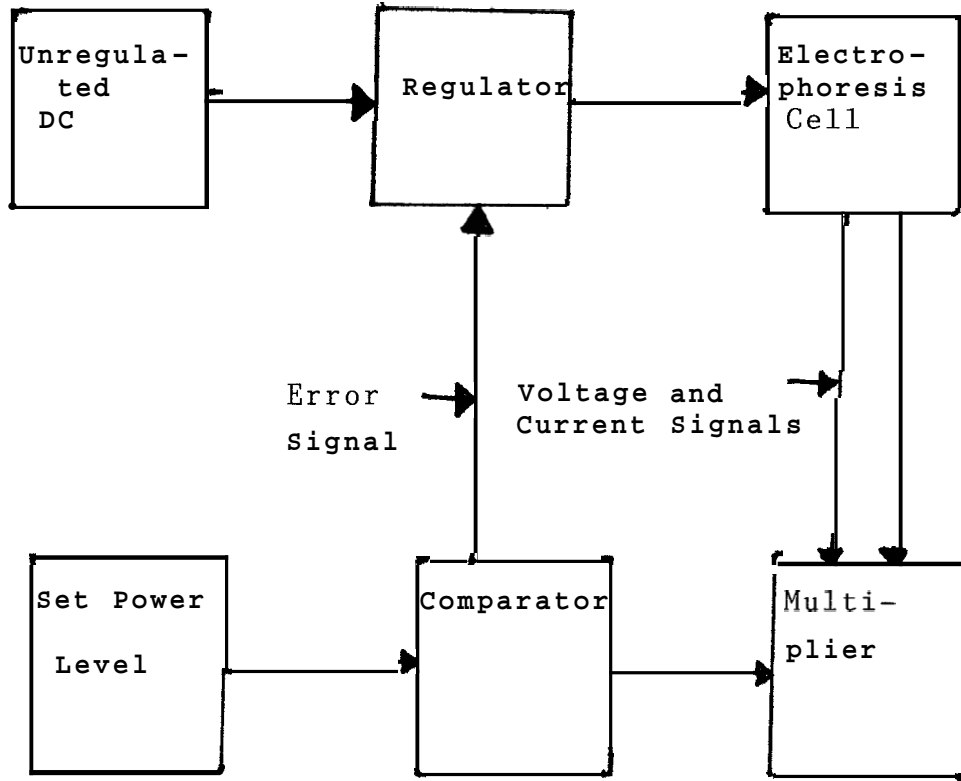 Unregula-
ted
DC
Regulator
Electro-
phoresis
Cell
Error
Signal
Voltage and
Current Signals
Set Power
Level
Comparator
Multi-
plier